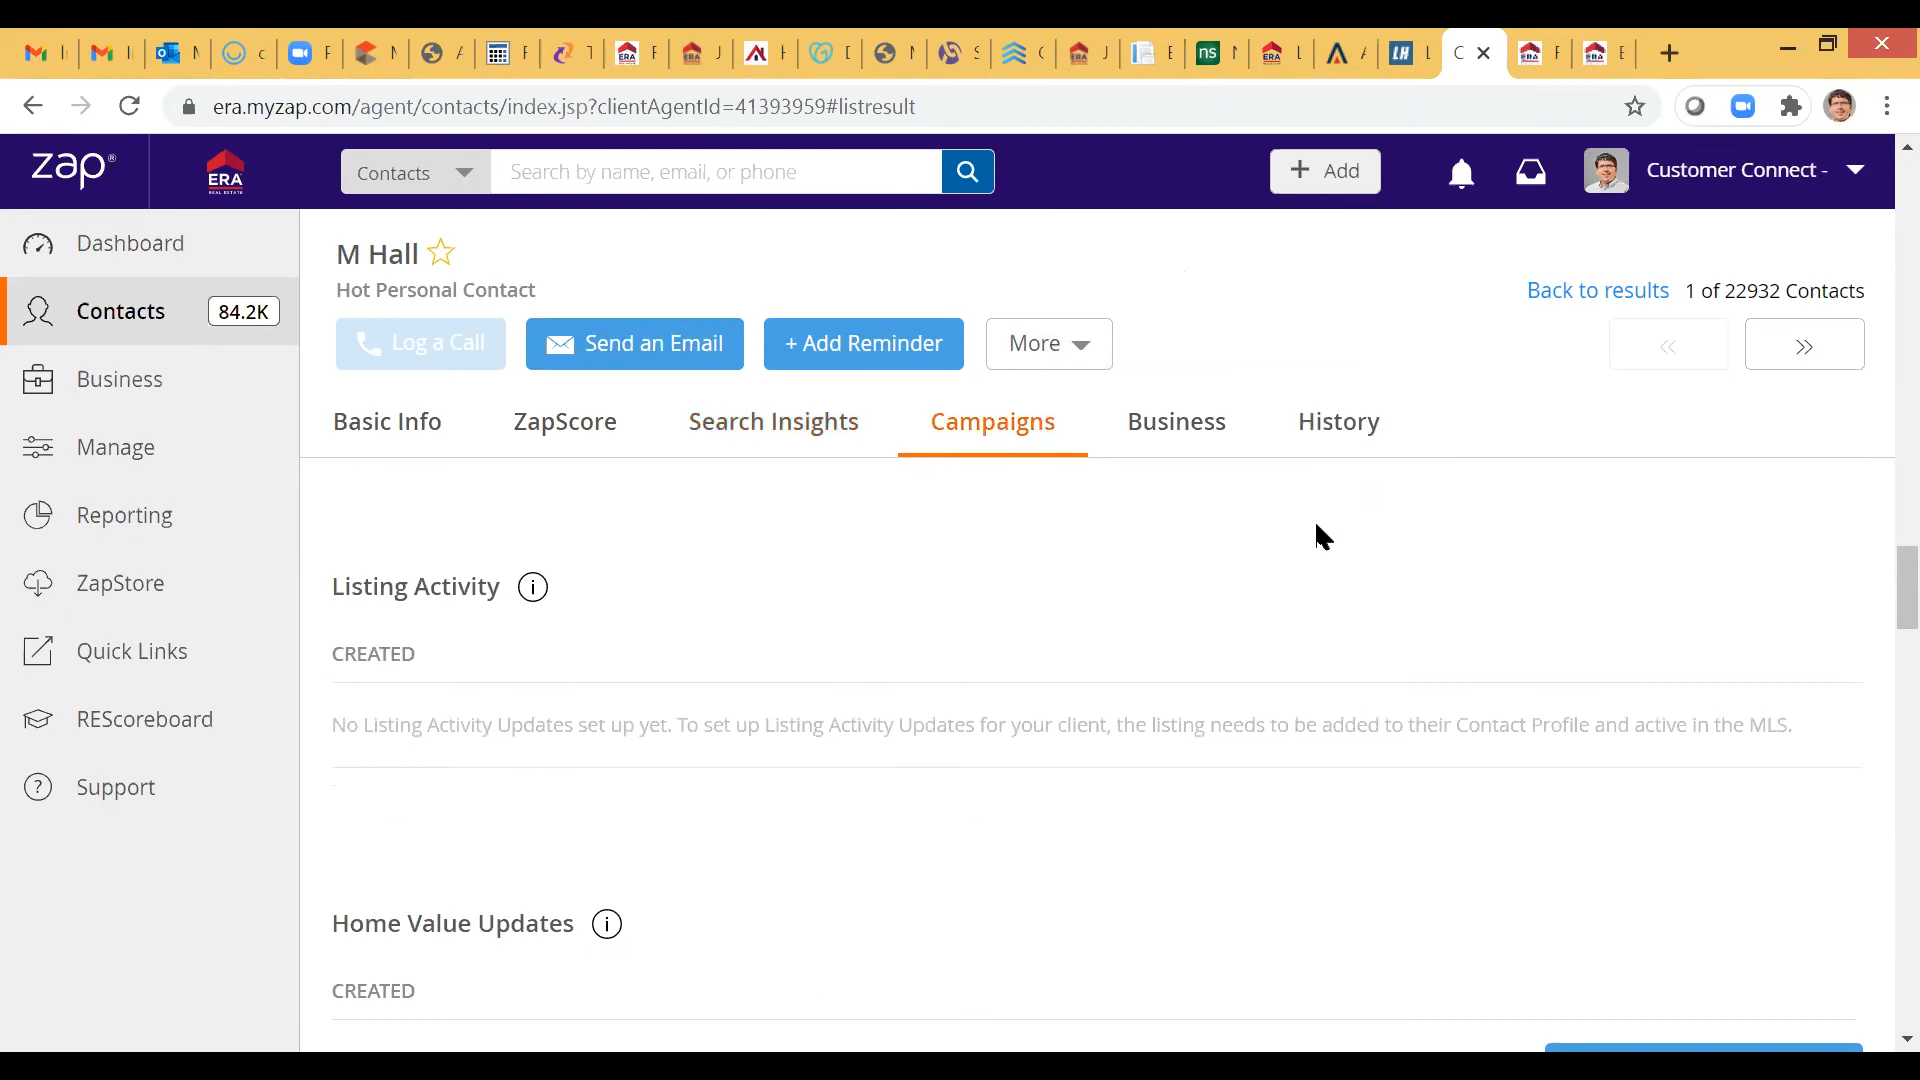 era.myzap.com/agent/contacts/index.jsp?clientAgentId=41393959#listresult
zap®
ERA
REAL ESTATE
Contacts
Search by name, email, or phone
+ Add
Customer Connect -
Dashboard
Contacts 84.2K
Business
Manage
Reporting
ZapStore
Quick Links
REScoreboard
Support
M Hall
Hot Personal Contact
Back to results 1 of 22932 Contacts
Log a Call Send an Email + Add Reminder More
Basic Info ZapScore Search Insights Campaigns Business History
Listing Activity i
CREATED
No Listing Activity Updates set up yet. To set up Listing Activity Updates for your client, the listing needs to be added to their Contact Profile and active in the MLS.
Home Value Updates i
CREATED